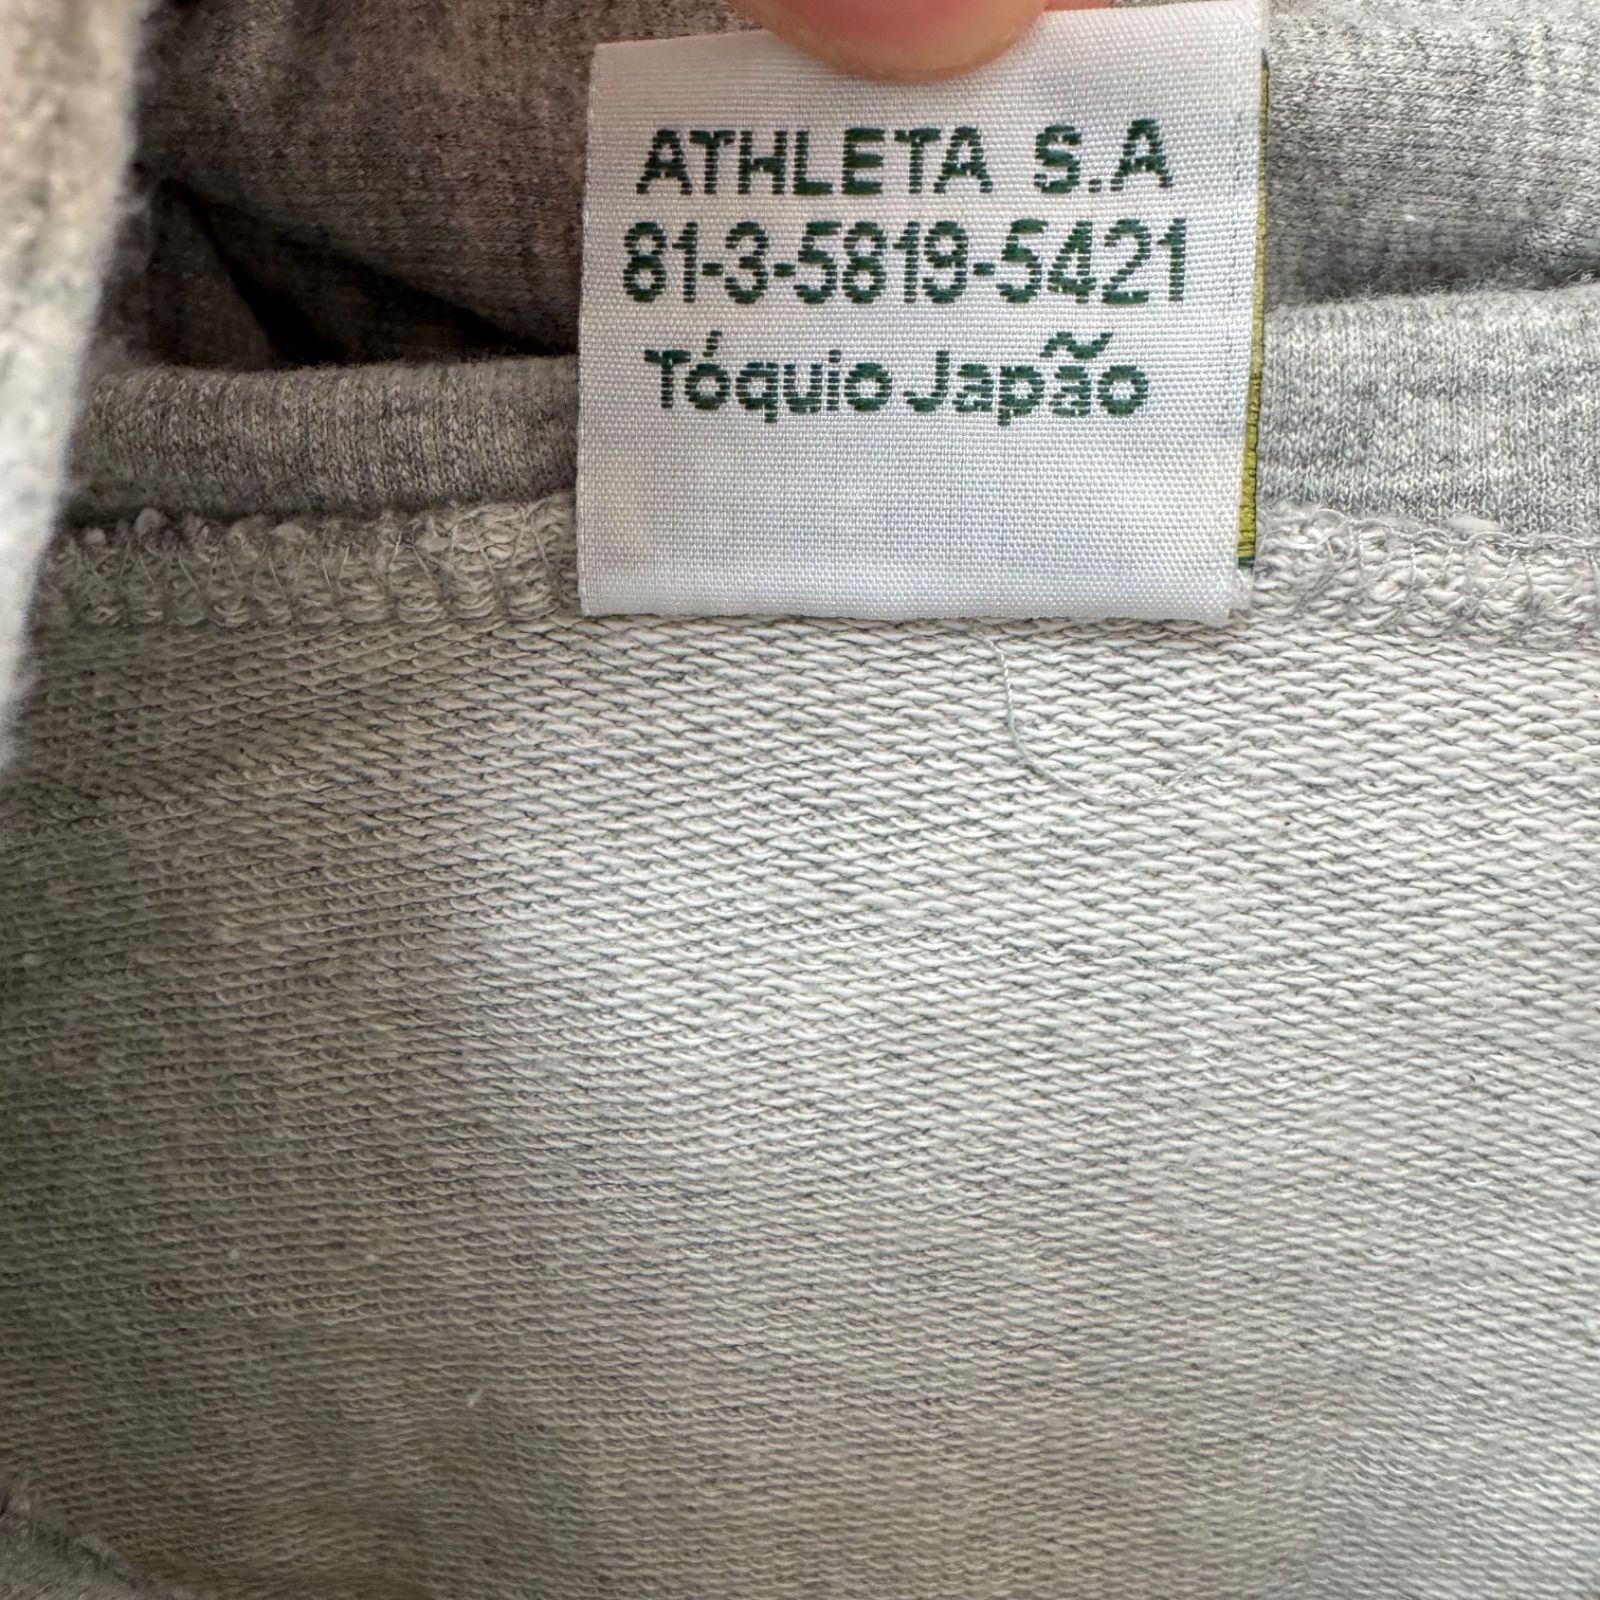 ATHLETA S.A
81-3-5819-5421
Tóquio Japão